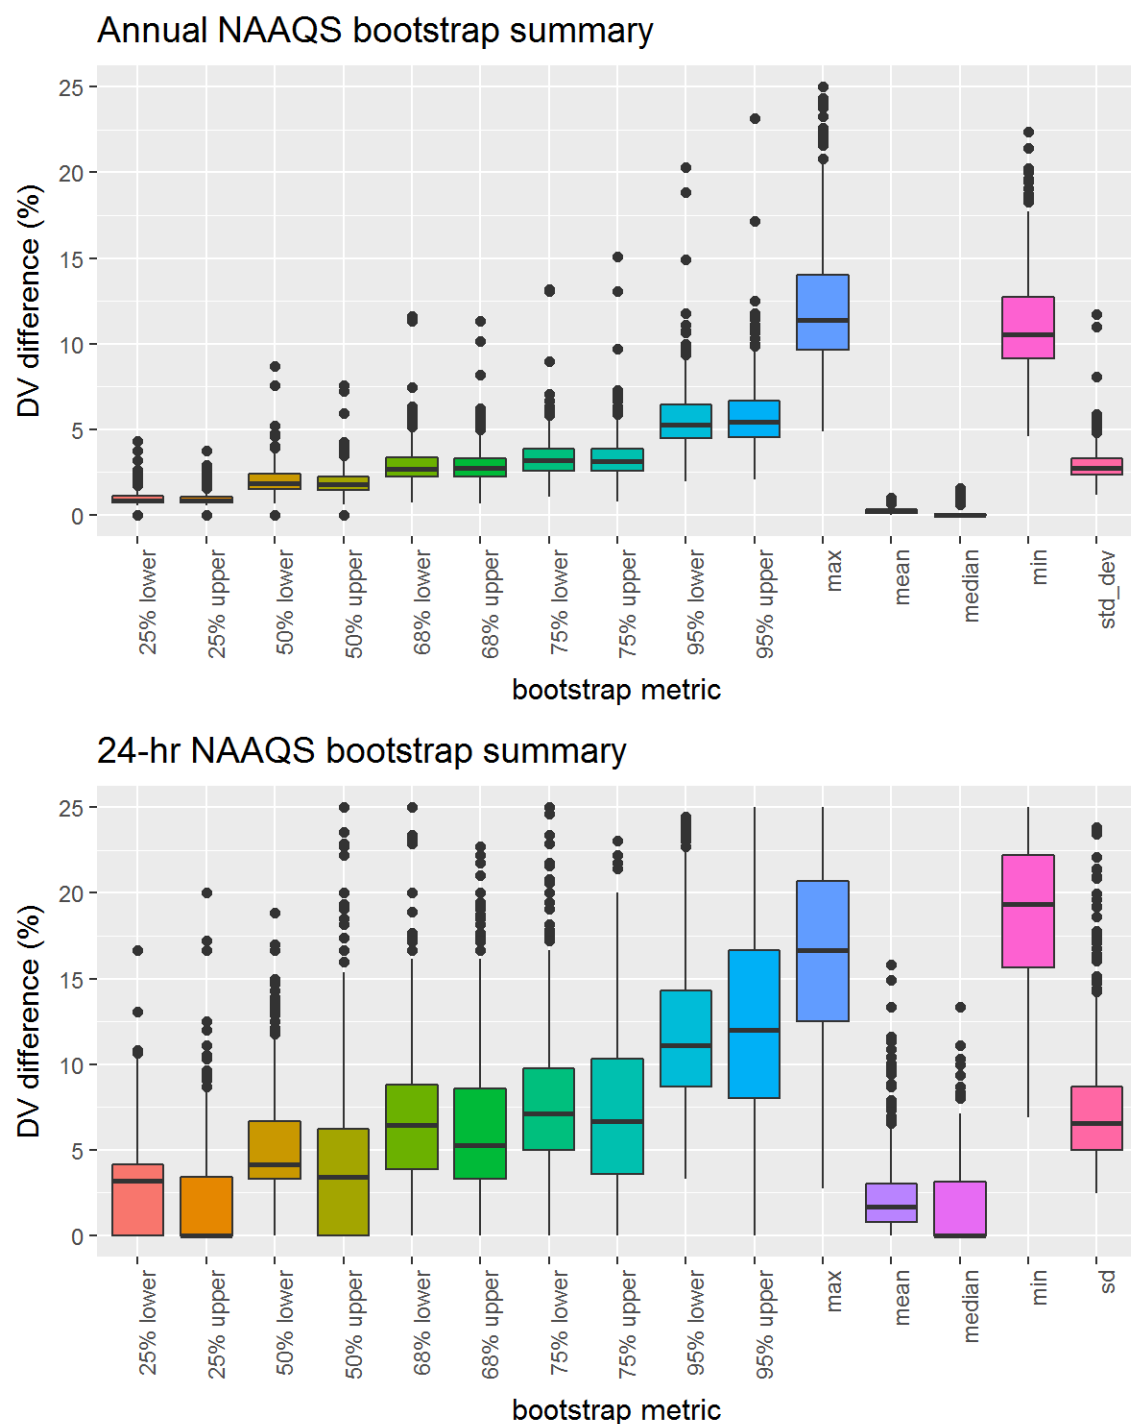 Annual NAAQS bootstrap summary
25
20
15
10
5
0
DV difference (%)
25% lower
25% upper
50% lower
50% upper
68% lower
68% upper
75% lower
75% upper
95% lower
95% upper
max
mean
median
min
std_dev
bootstrap metric
24-hr NAAQS bootstrap summary
25
20
15
10
5
0
DV difference (%)
25% lower
25% upper
50% lower
50% upper
68% lower
68% upper
75% lower
75% upper
95% lower
95% upper
max
mean
median
min
sd
bootstrap metric